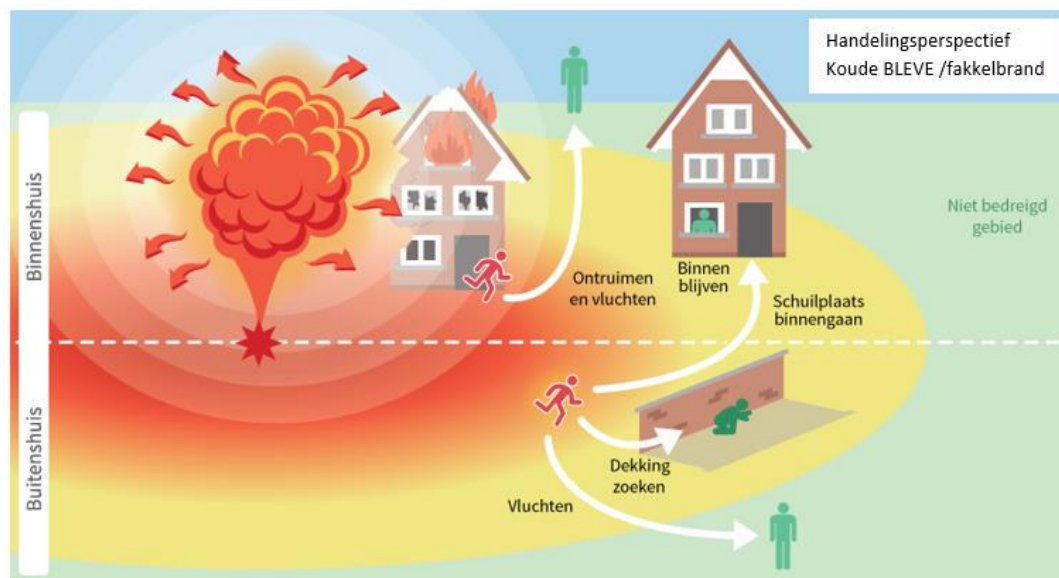 Handelingsperspectief
Koude BLEVE /fakkelbrand
Binnenshuis
Niet bedreigd
gebied
Ontruimen
en vluchten
Binnen
blijven
Schuilplaats
binnengaan
Buitenshuis
Dekking
zoeken
Vluchten